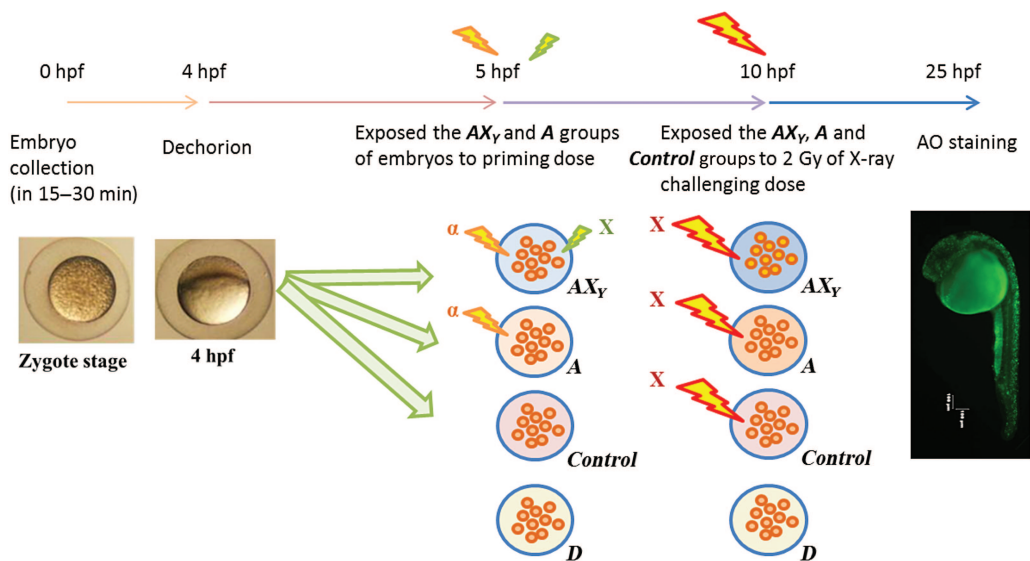 0 hpf
4 hpf
5 hpf
10 hpf
25 hpf
Embryo
collection
(in 15–30 min)
Dechorion
Exposed the AXY and A groups
of embryos to priming dose
Exposed the AXY, A and
Control groups to 2 Gy of X-ray
challenging dose
AO staining
Zygote stage
4 hpf
α
X
AXY
α
A
Control
D
X
AXY
X
A
X
Control
D